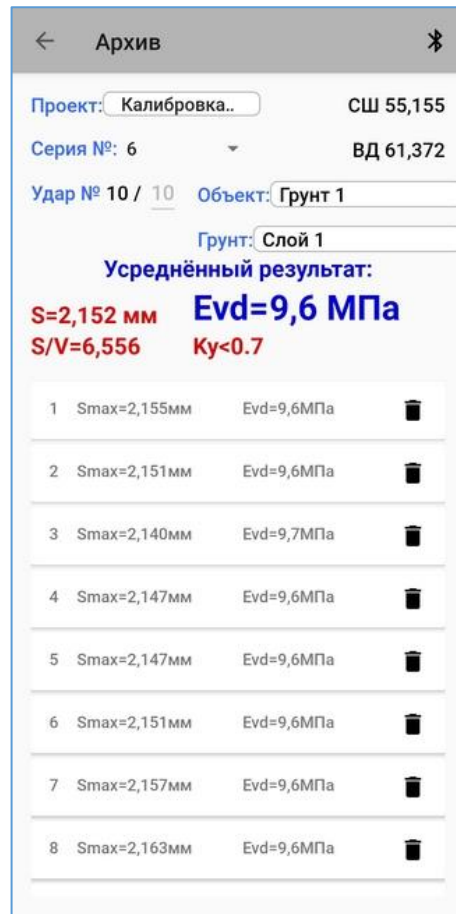 Архив
Проект: Калибровка.. СШ 55,155
Серия №: 6 ВД 61,372
Удар № 10 / 10 Объект: Грунт 1
Грунт: Слой 1
Усреднённый результат:
S=2,152 мм Evd=9,6 МПа
S/V=6,556 Ку<0.7
1 Smax=2,155мм Evd=9,6МПа
2 Smax=2,151мм Evd=9,6МПа
3 Smax=2,140мм Evd=9,7МПа
4 Smax=2,147мм Evd=9,6МПа
5 Smax=2,147мм Evd=9,6МПа
6 Smax=2,151мм Evd=9,6МПа
7 Smax=2,157мм Evd=9,6МПа
8 Smax=2,163мм Evd=9,6МПа